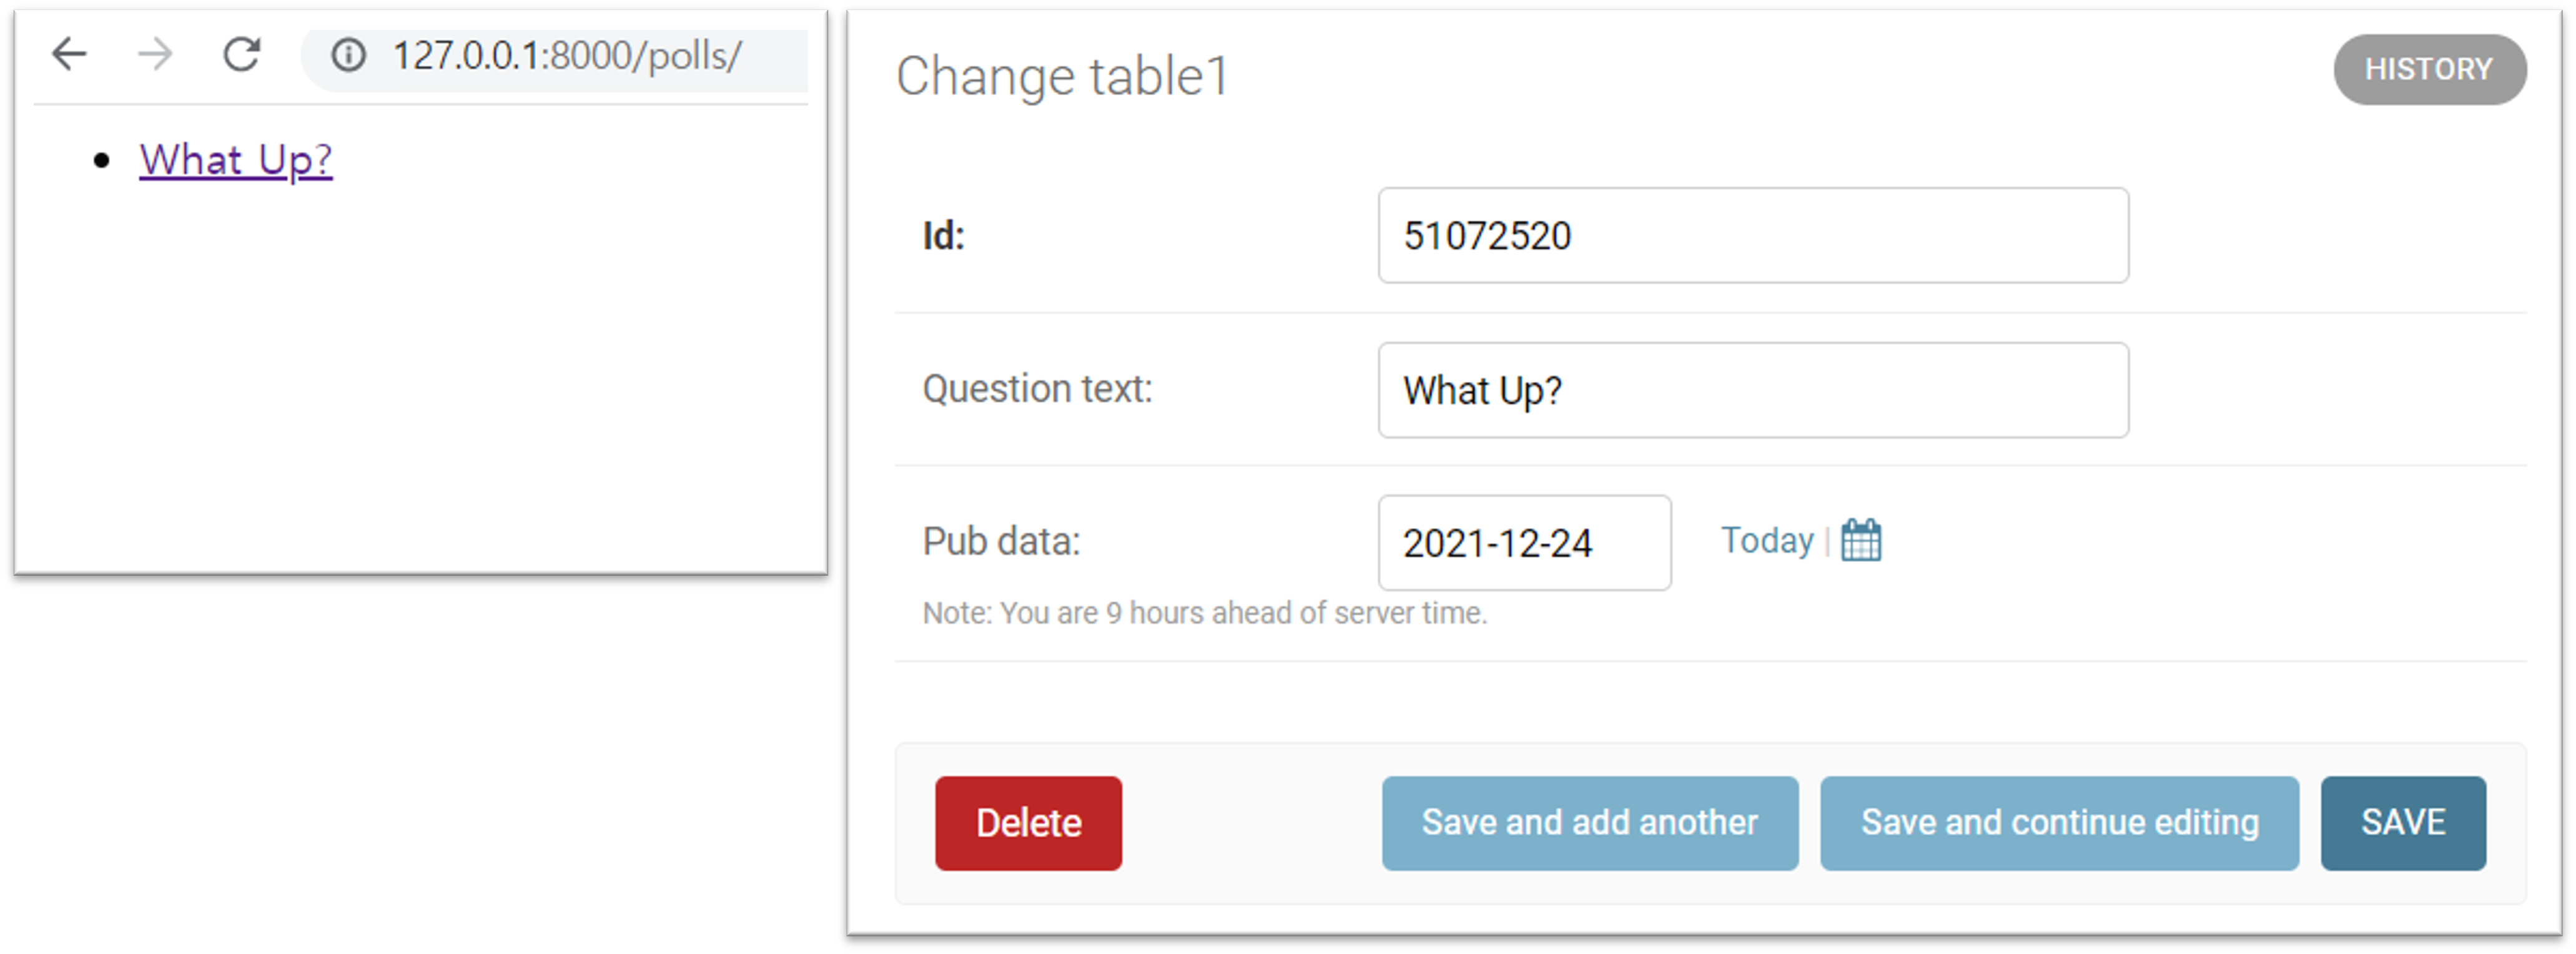 127.0.0.1:8000/polls/
What Up?
Change table1
HISTORY
Id:
51072520
Question text:
What Up?
Pub data:
2021-12-24
Today |
Note: You are 9 hours ahead of server time.
Delete
Save and add another
Save and continue editing
SAVE